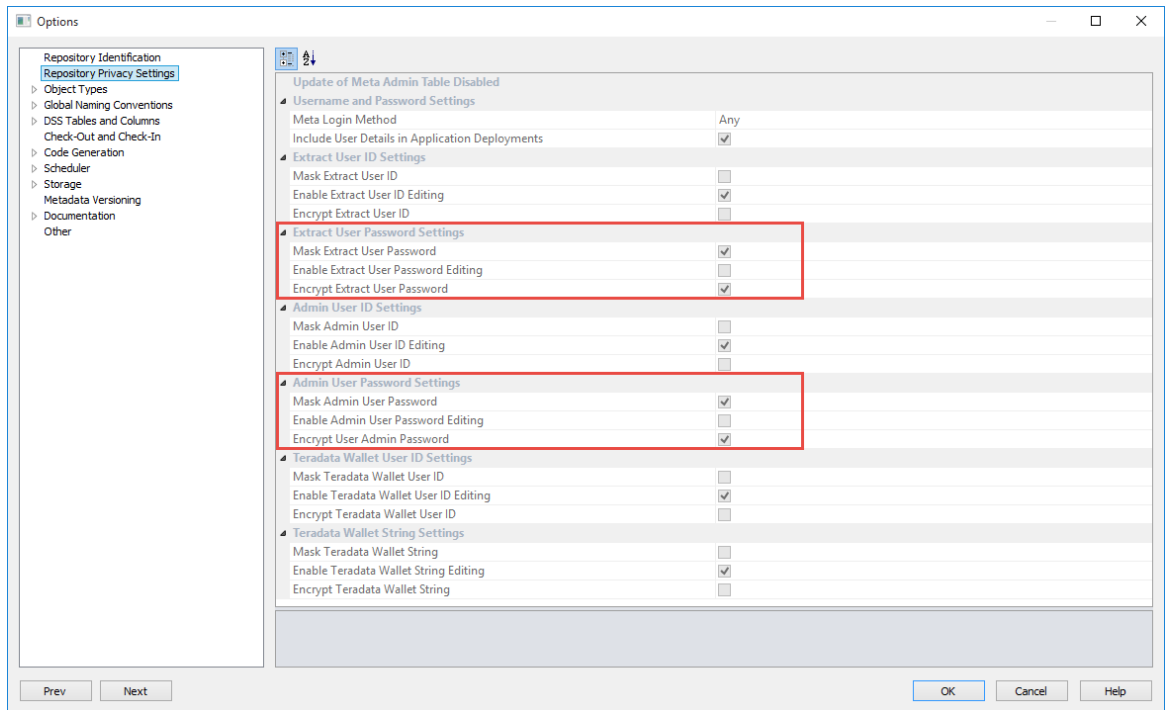 Options
Repository Identification
Repository Privacy Settings
Object Types
Global Naming Conventions
DSS Tables and Columns
Check-Out and Check-In
Code Generation
Scheduler
Storage
Metadata Versioning
Documentation
Other
Update of Meta Admin Table Disabled
Username and Password Settings
Meta Login Method Any
Include User Details in Application Deployments
Extract User ID Settings
Mask Extract User ID
Enable Extract User ID Editing
Encrypt Extract User ID
Extract User Password Settings
Mask Extract User Password
Enable Extract User Password Editing
Encrypt Extract User Password
Admin User ID Settings
Mask Admin User ID
Enable Admin User ID Editing
Encrypt Admin User ID
Admin User Password Settings
Mask Admin User Password
Enable Admin User Password Editing
Encrypt User Admin Password
Teradata Wallet User ID Settings
Mask Teradata Wallet User ID
Enable Teradata Wallet User ID Editing
Encrypt Teradata Wallet User ID
Teradata Wallet String Settings
Mask Teradata Wallet String
Enable Teradata Wallet String Editing
Encrypt Teradata Wallet String
Prev Next OK Cancel Help